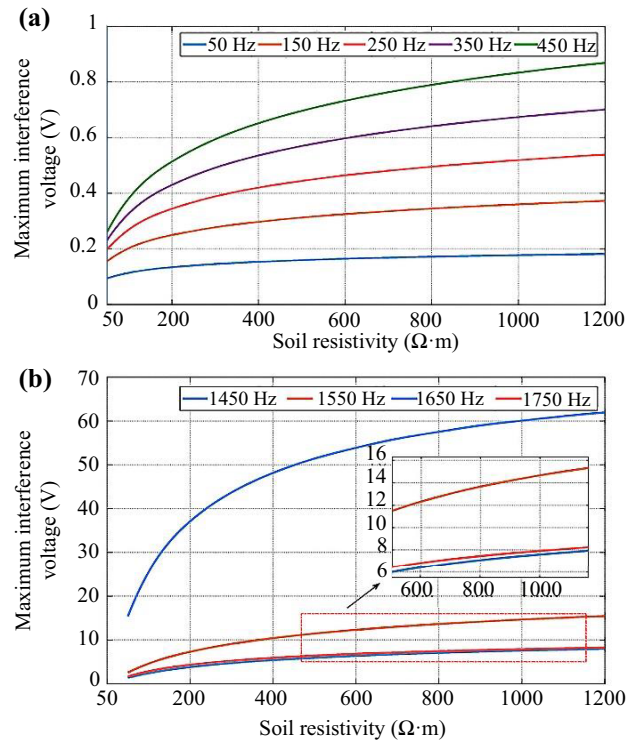 (a)
50 Hz 150 Hz 250 Hz 350 Hz 450 Hz
Maximum interference
voltage (V)
1
0.8
0.6
0.4
0.2
0
50 200 400 600 800 1000 1200
Soil resistivity (Ω·m)
(b)
1450 Hz 1550 Hz 1650 Hz 1750 Hz
Maximum interference
voltage (V)
70
60
50
40
30
20
10
0
16
14
12
10
8
6
600 800 1000
50 200 400 600 800 1000 1200
Soil resistivity (Ω·m)